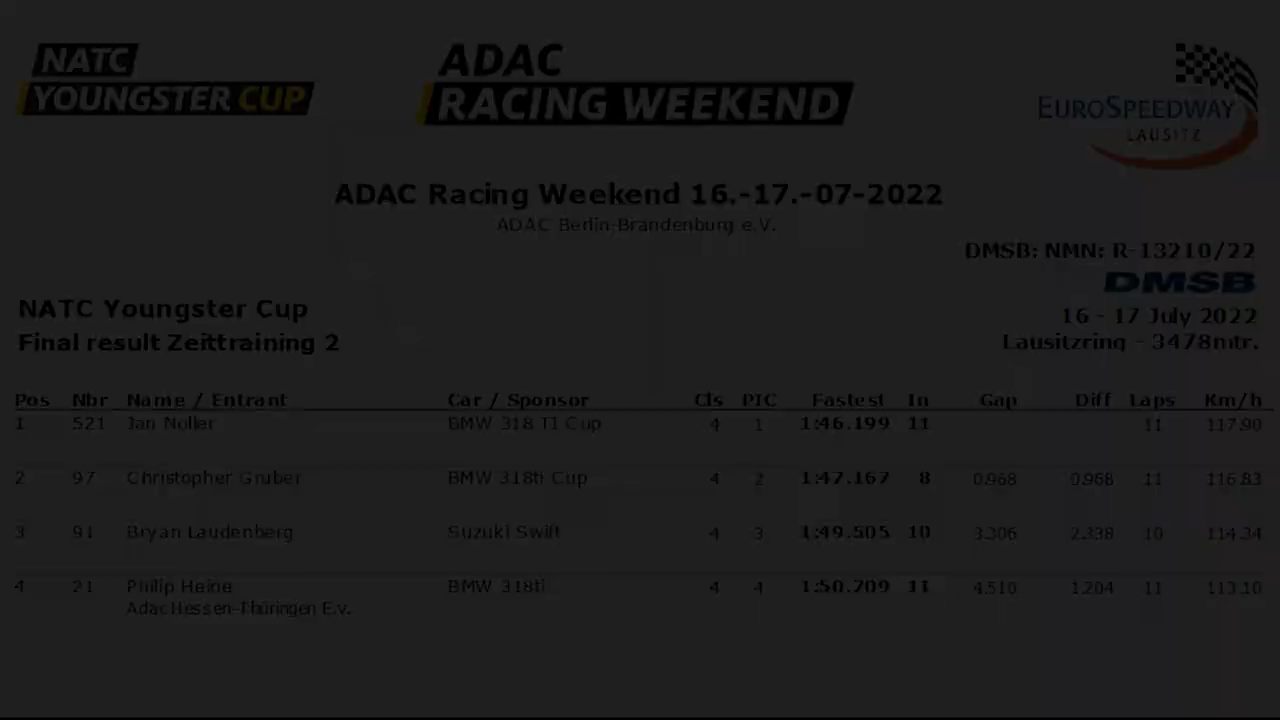 NATC
YOUNGSTER CUP
ADAC
RACING WEEKEND
EUROSPEEDWAY
LAUSITZ
ADAC Racing Weekend 16.-17.-07-2022
ADAC Berlin-Brandenburg e.V.
DMSB: NMN: R-13210/22
DMSB
NATC Youngster Cup
16 - 17 July 2022
Final result Zeittraining 2
Lausitzring - 3478mtr.
Pos Nbr Name / Entrant Car / Sponsor Cls PIC Fastest In Gap Diff Laps Km/h
1 521 Jan Noller BMW 318 TI Cup 4 1 1:46.199 11 11 117.90
2 97 Christopher Gruber BMW 318ti Cup 4 2 1:47.167 8 0.968 0.968 11 116.83
3 91 Bryan Laudenberg Suzuki Swift 4 3 1:49.505 10 3.306 2.338 10 114.34
4 21 Philip Heine BMW 318ti 4 4 1:50.709 11 4.510 1.204 11 113.10
Adac Hessen-Thüringen E.v.